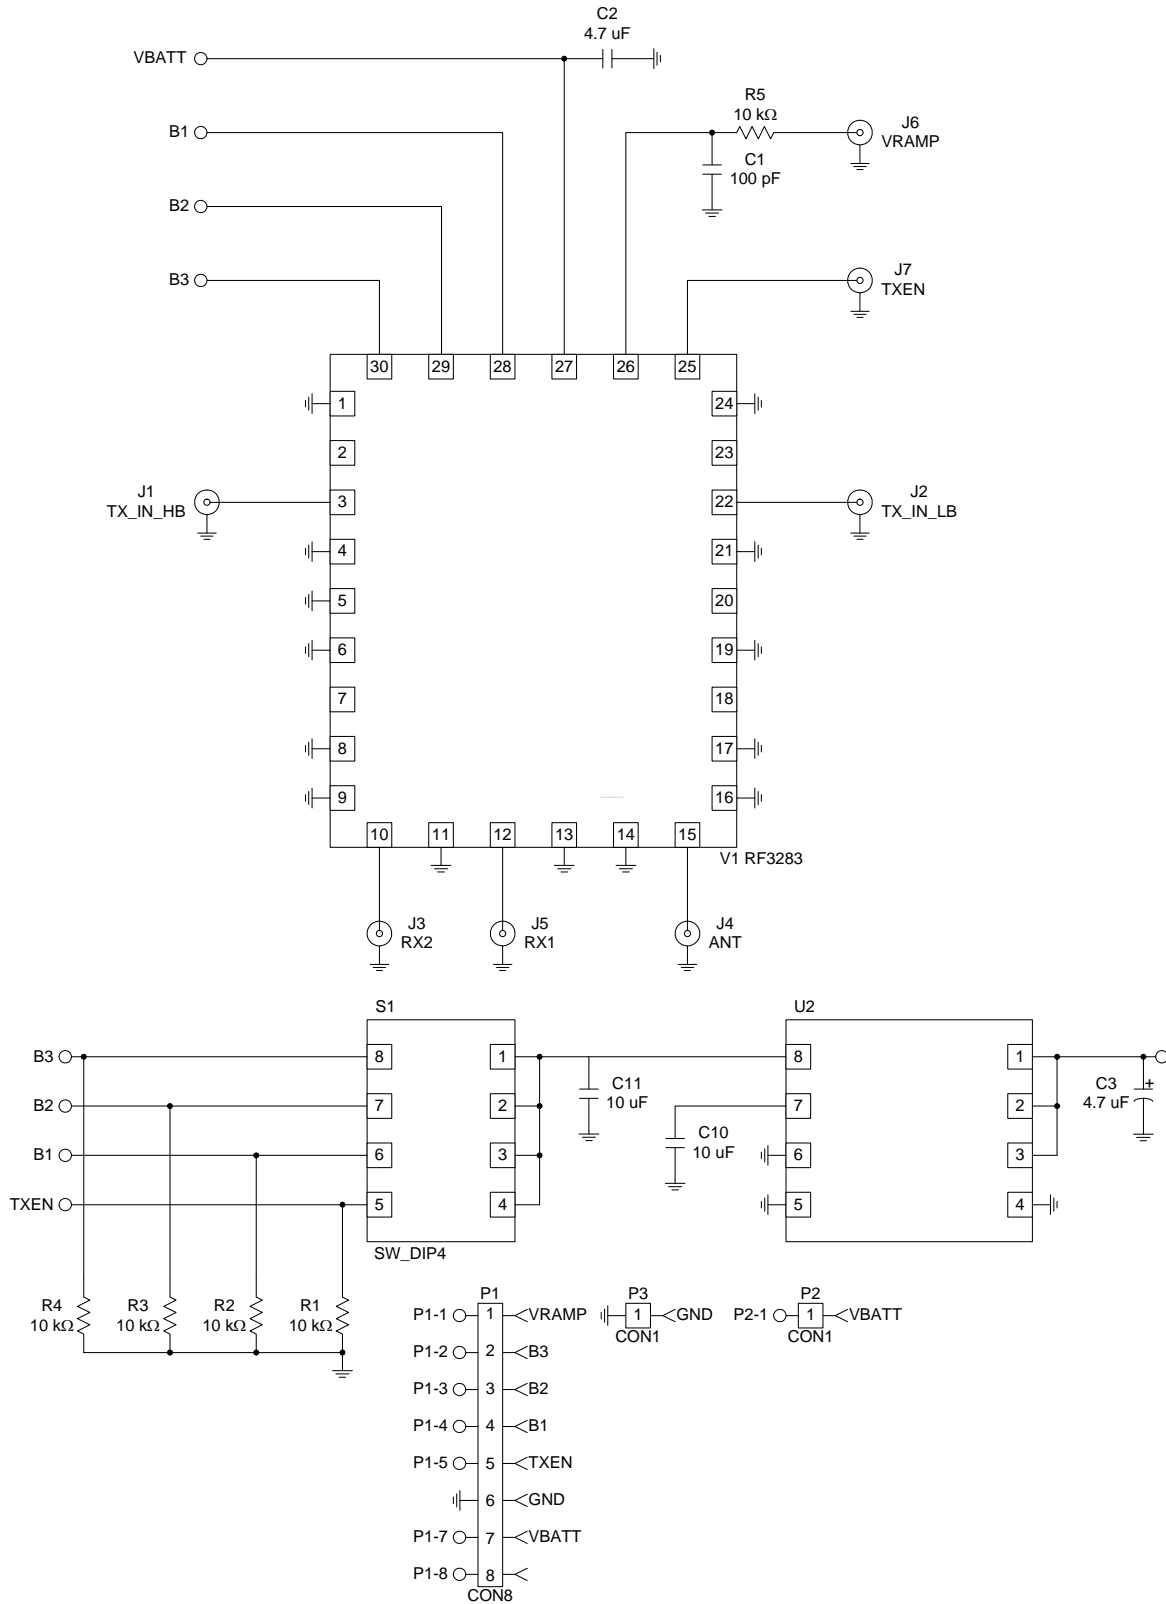 C2
4.7 uF
VBATT
R5
10 kΩ
B1
J6
VRAMP
C1
100 pF
B2
B3
J7
TXEN
30 29 28 27 26 25
1 24
2 23
J1
TX_IN_HB
3 22
J2
TX_IN_LB
4 21
5 20
6 19
7 18
8 17
9 16
10 11 12 13 14 15
V1 RF3283
J3
RX2
J5
RX1
J4
ANT
S1
U2
B3 8 1 8 1
C11
10 uF
C3
4.7 uF
+
B2 7 2 7 2
C10
10 uF
B1 6 3 6 3
TXEN 5 4 5 4
SW_DIP4
R4
10 kΩ
R3
10 kΩ
R2
10 kΩ
R1
10 kΩ
P1
P1-1 1 VRAMP
P1-2 2 B3
P1-3 3 B2
P1-4 4 B1
P1-5 5 TXEN
6 GND
P1-7 7 VBATT
P1-8 8
CON8
P3
1 GND
CON1
P2
P2-1 1 VBATT
CON1